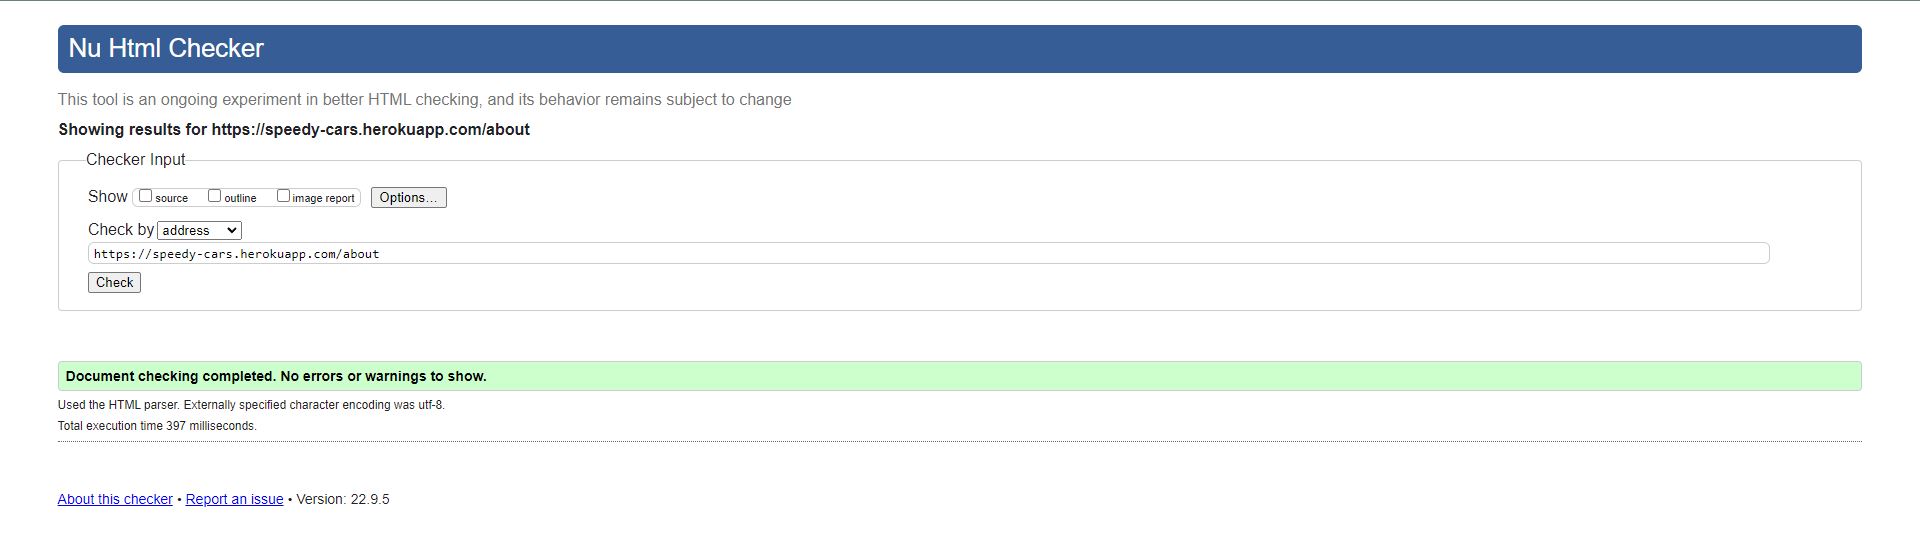 Nu Html Checker
This tool is an ongoing experiment in better HTML checking, and its behavior remains subject to change
Showing results for https://speedy-cars.herokuapp.com/about
Checker Input
Show source outline image report Options...
Check by address
https://speedy-cars.herokuapp.com/about
Check
Document checking completed. No errors or warnings to show.
Used the HTML parser. Externally specified character encoding was utf-8.
Total execution time 397 milliseconds.
About this checker • Report an issue • Version: 22.9.5